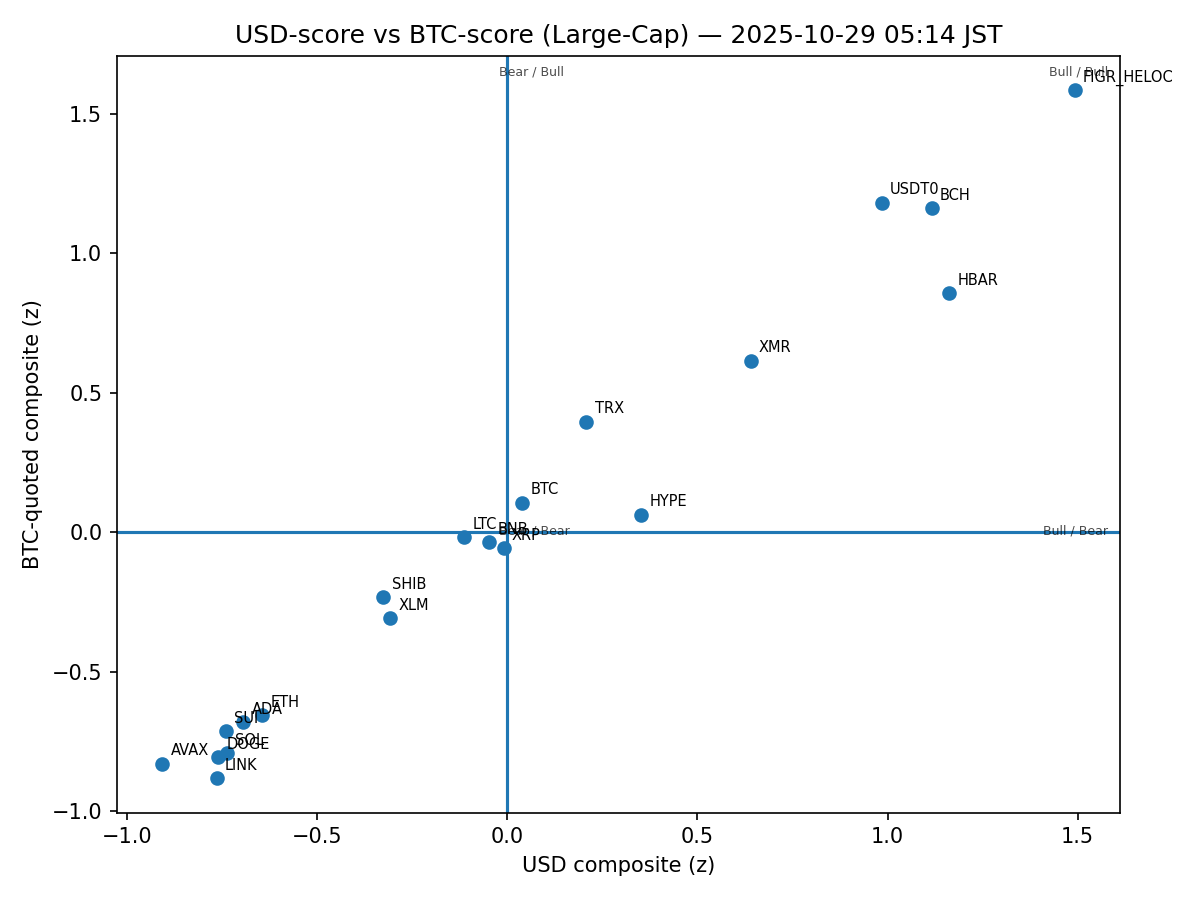 USD-score vs BTC-score (Large-Cap) — 2025-10-29 05:14 JST
Bear / Bull
Bull / Bull
FIGR_HELOC
1.5
USDT0
BCH
1.0
HBAR
XMR
0.5
TRX
BTC
HYPE
LTC
BNB
XRP
0.0
Bear / Bear
Bull / Bear
SHIB
XLM
−0.5
ETH
ADA
SUI
SOL
DOGE
AVAX
LINK
−1.0
−1.0 −0.5 0.0 0.5 1.0 1.5
USD composite (z)
BTC-quoted composite (z)